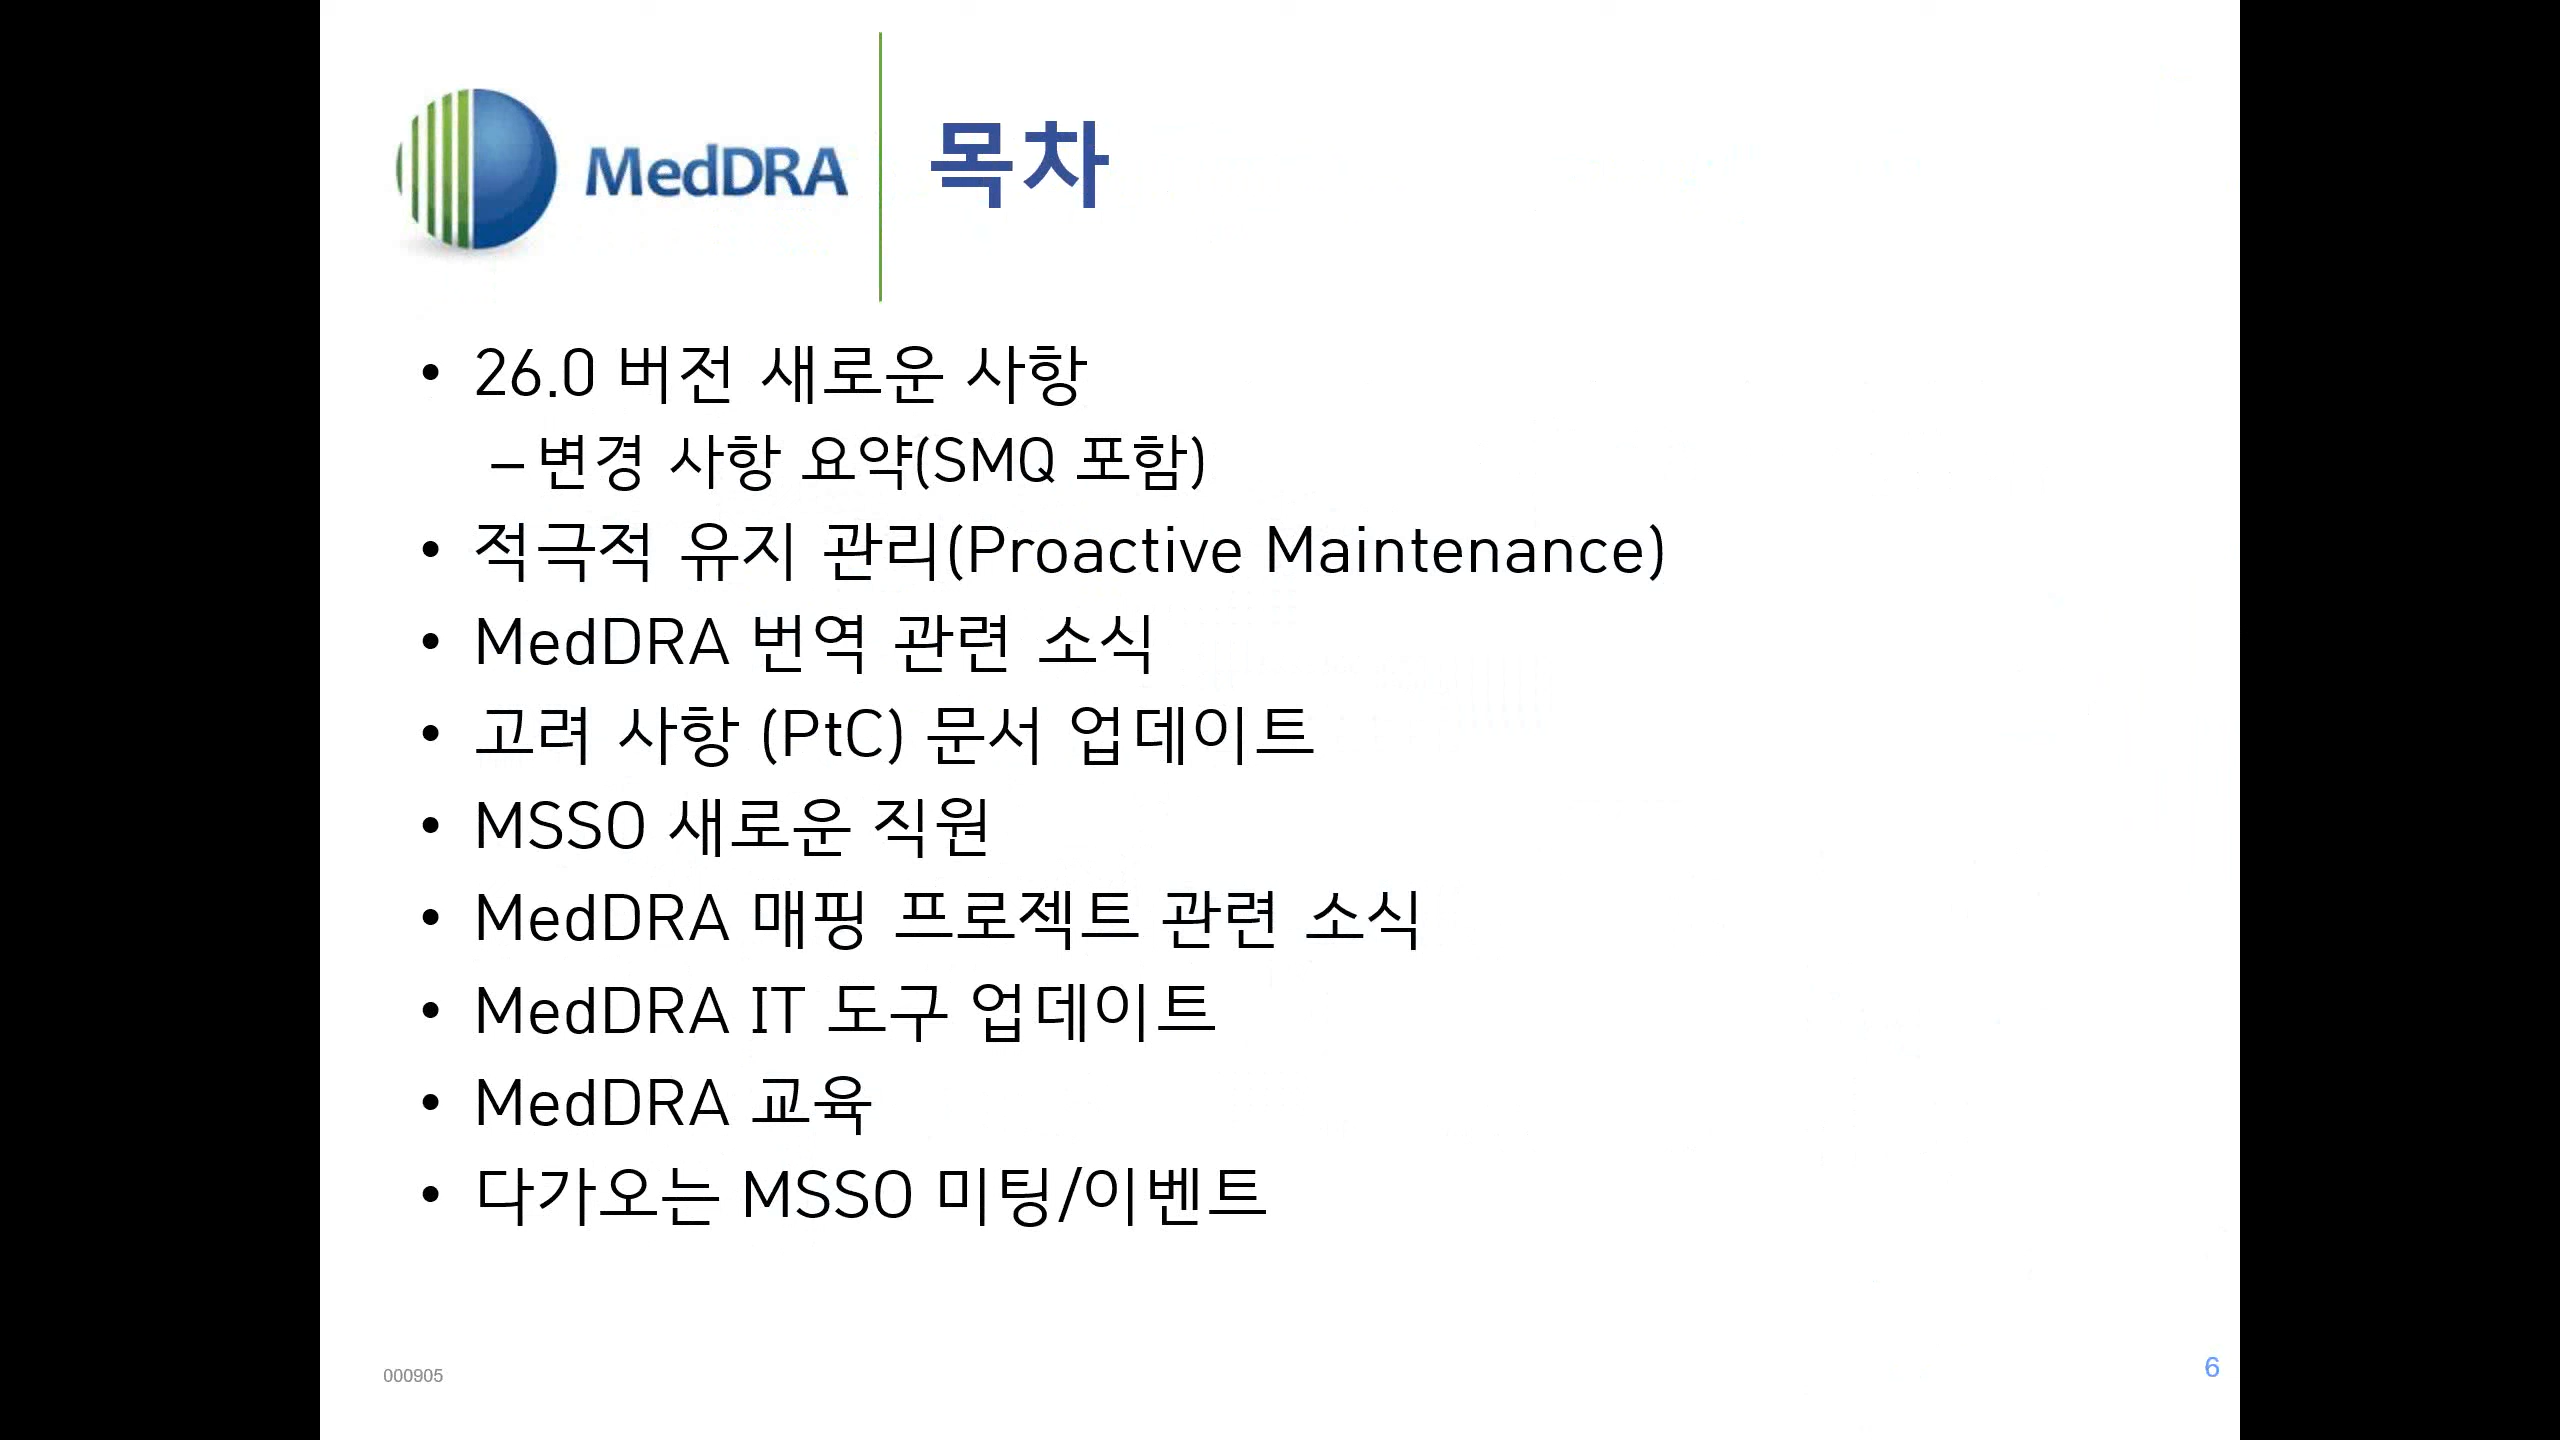 MedDRA
목차
• 26.0 버전 새로운 사항
– 변경 사항 요약(SMQ 포함)
• 적극적 유지 관리(Proactive Maintenance)
• MedDRA 번역 관련 소식
• 고려 사항 (PtC) 문서 업데이트
• MSSO 새로운 직원
• MedDRA 매핑 프로젝트 관련 소식
• MedDRA IT 도구 업데이트
• MedDRA 교육
• 다가오는 MSSO 미팅/이벤트
000905
6